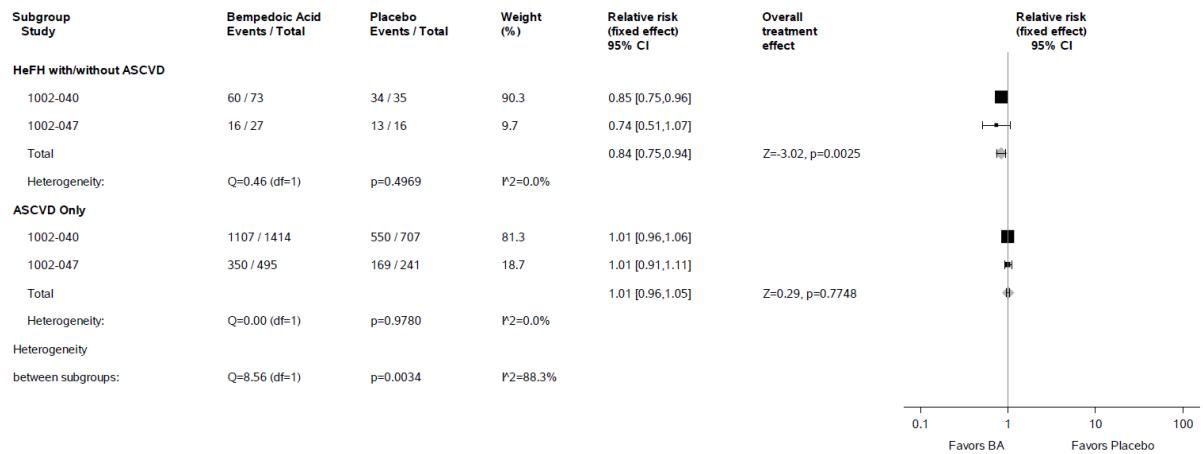 Subgroup Bempedoic Acid Placebo Weight Relative risk Overall Relative risk
Study Events / Total Events / Total (%) (fixed effect) treatment (fixed effect)
95% CI effect 95% CI
HeFH with/without ASCVD
1002-040 60 / 73 34 / 35 90.3 0.85 [0.75,0.96]
1002-047 16 / 27 13 / 16 9.7 0.74 [0.51,1.07]
Total 0.84 [0.75,0.94] Z=-3.02, p=0.0025
Heterogeneity: Q=0.46 (df=1) p=0.4969 I^2=0.0%
ASCVD Only
1002-040 1107 / 1414 550 / 707 81.3 1.01 [0.96,1.06]
1002-047 350 / 495 169 / 241 18.7 1.01 [0.91,1.11]
Total 1.01 [0.96,1.05] Z=0.29, p=0.7748
Heterogeneity: Q=0.00 (df=1) p=0.9780 I^2=0.0%
Heterogeneity
between subgroups: Q=8.56 (df=1) p=0.0034 I^2=88.3%
0.1 1 10 100
Favors BA Favors Placebo